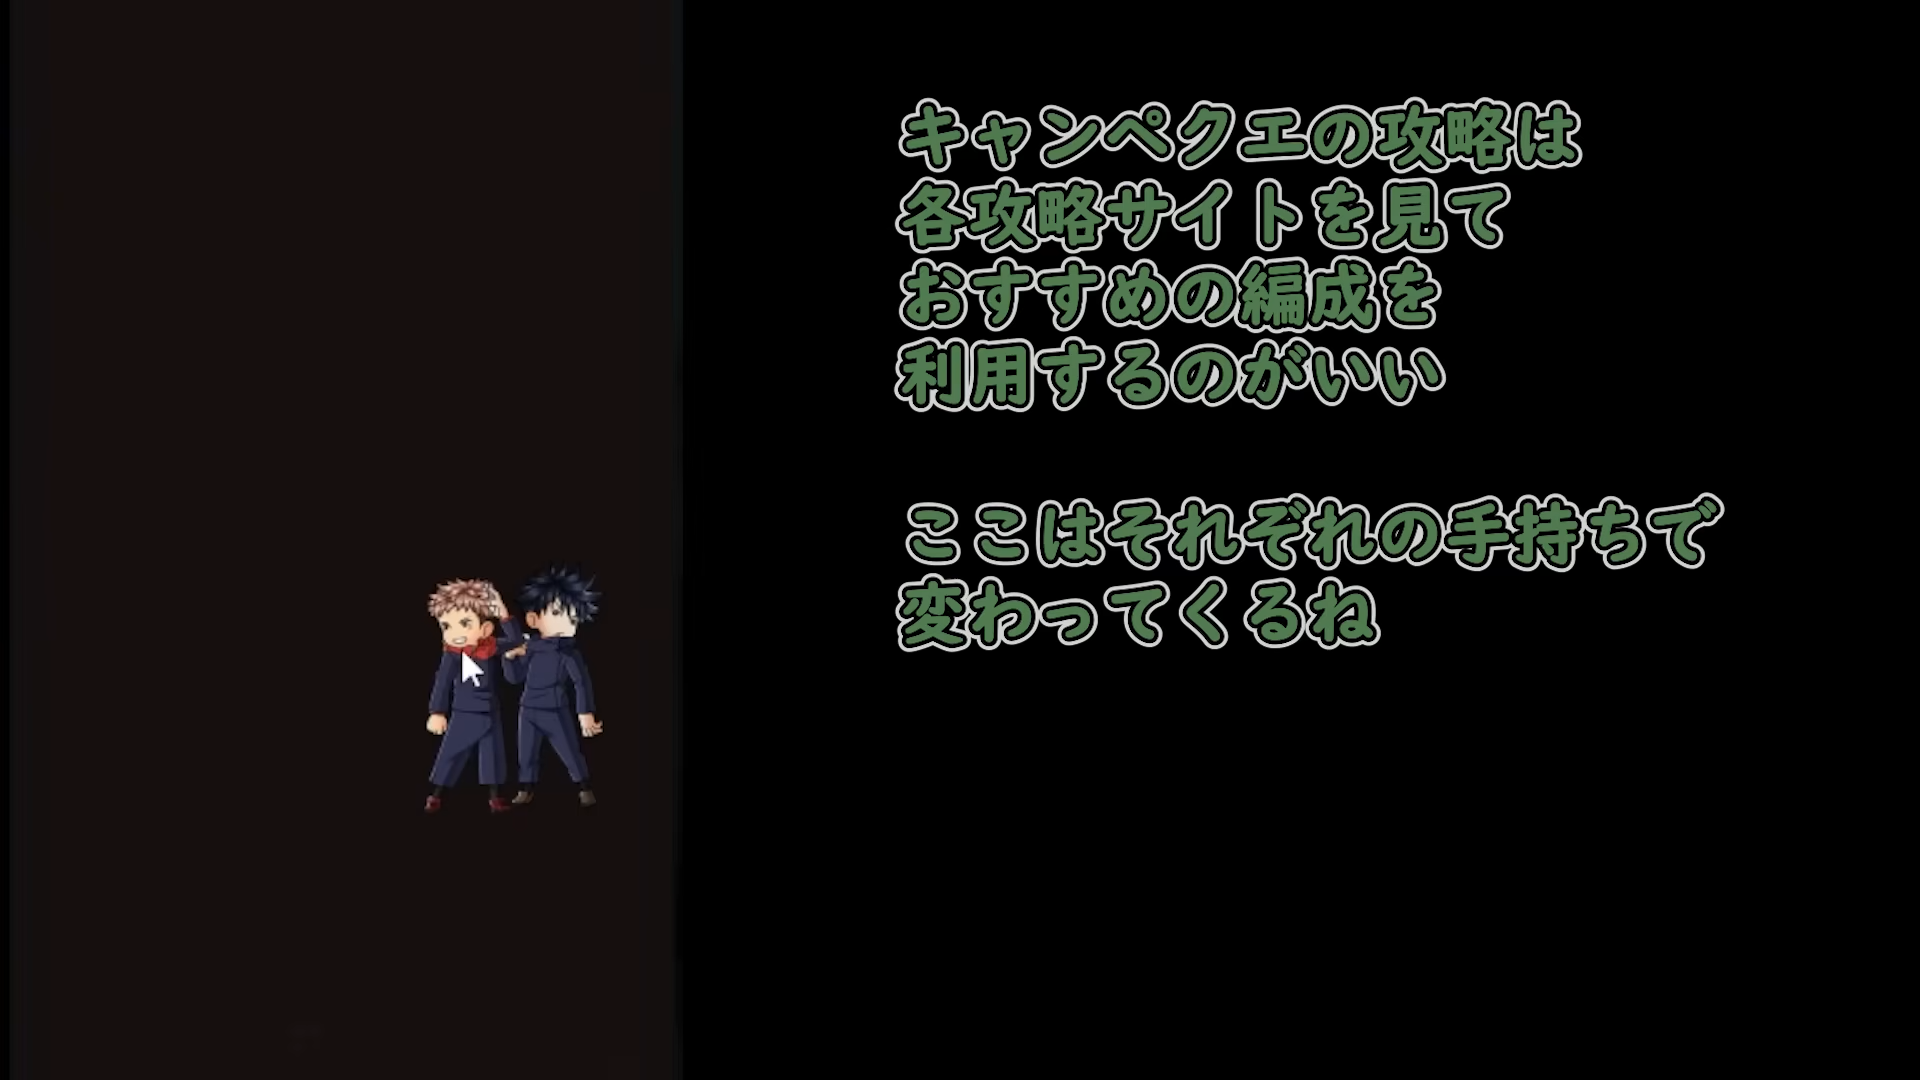 キャンペクエの攻略は
各攻略サイトを見て
おすすめの編成を
利用するのがいい
ここはそれぞれの手持ちで
変わってくるね